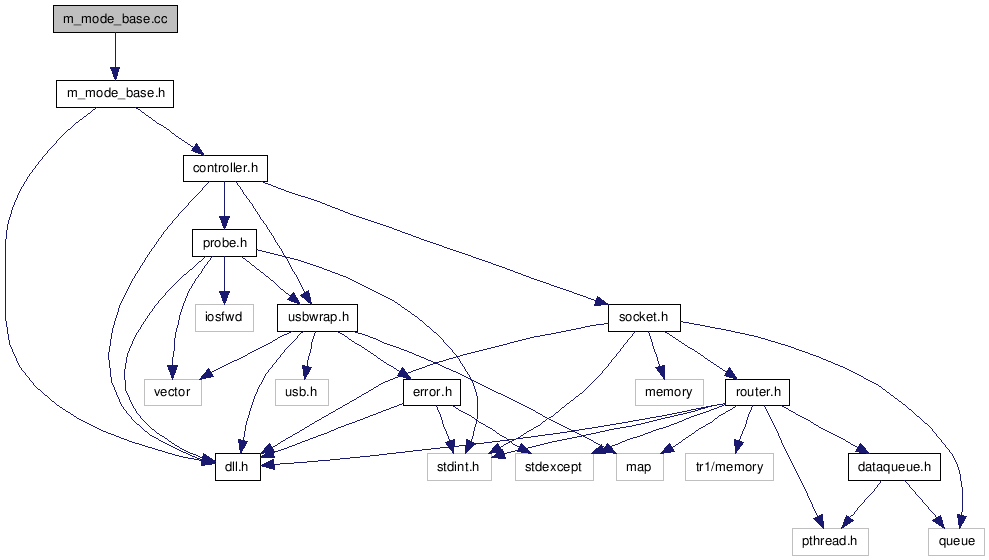 m_mode_base.cc
m_mode_base.h
controller.h
probe.h
iosfwd
usbwrap.h
socket.h
vector
usb.h
error.h
memory
router.h
dll.h
stdint.h
stdexcept
map
tr1/memory
dataqueue.h
pthread.h
queue